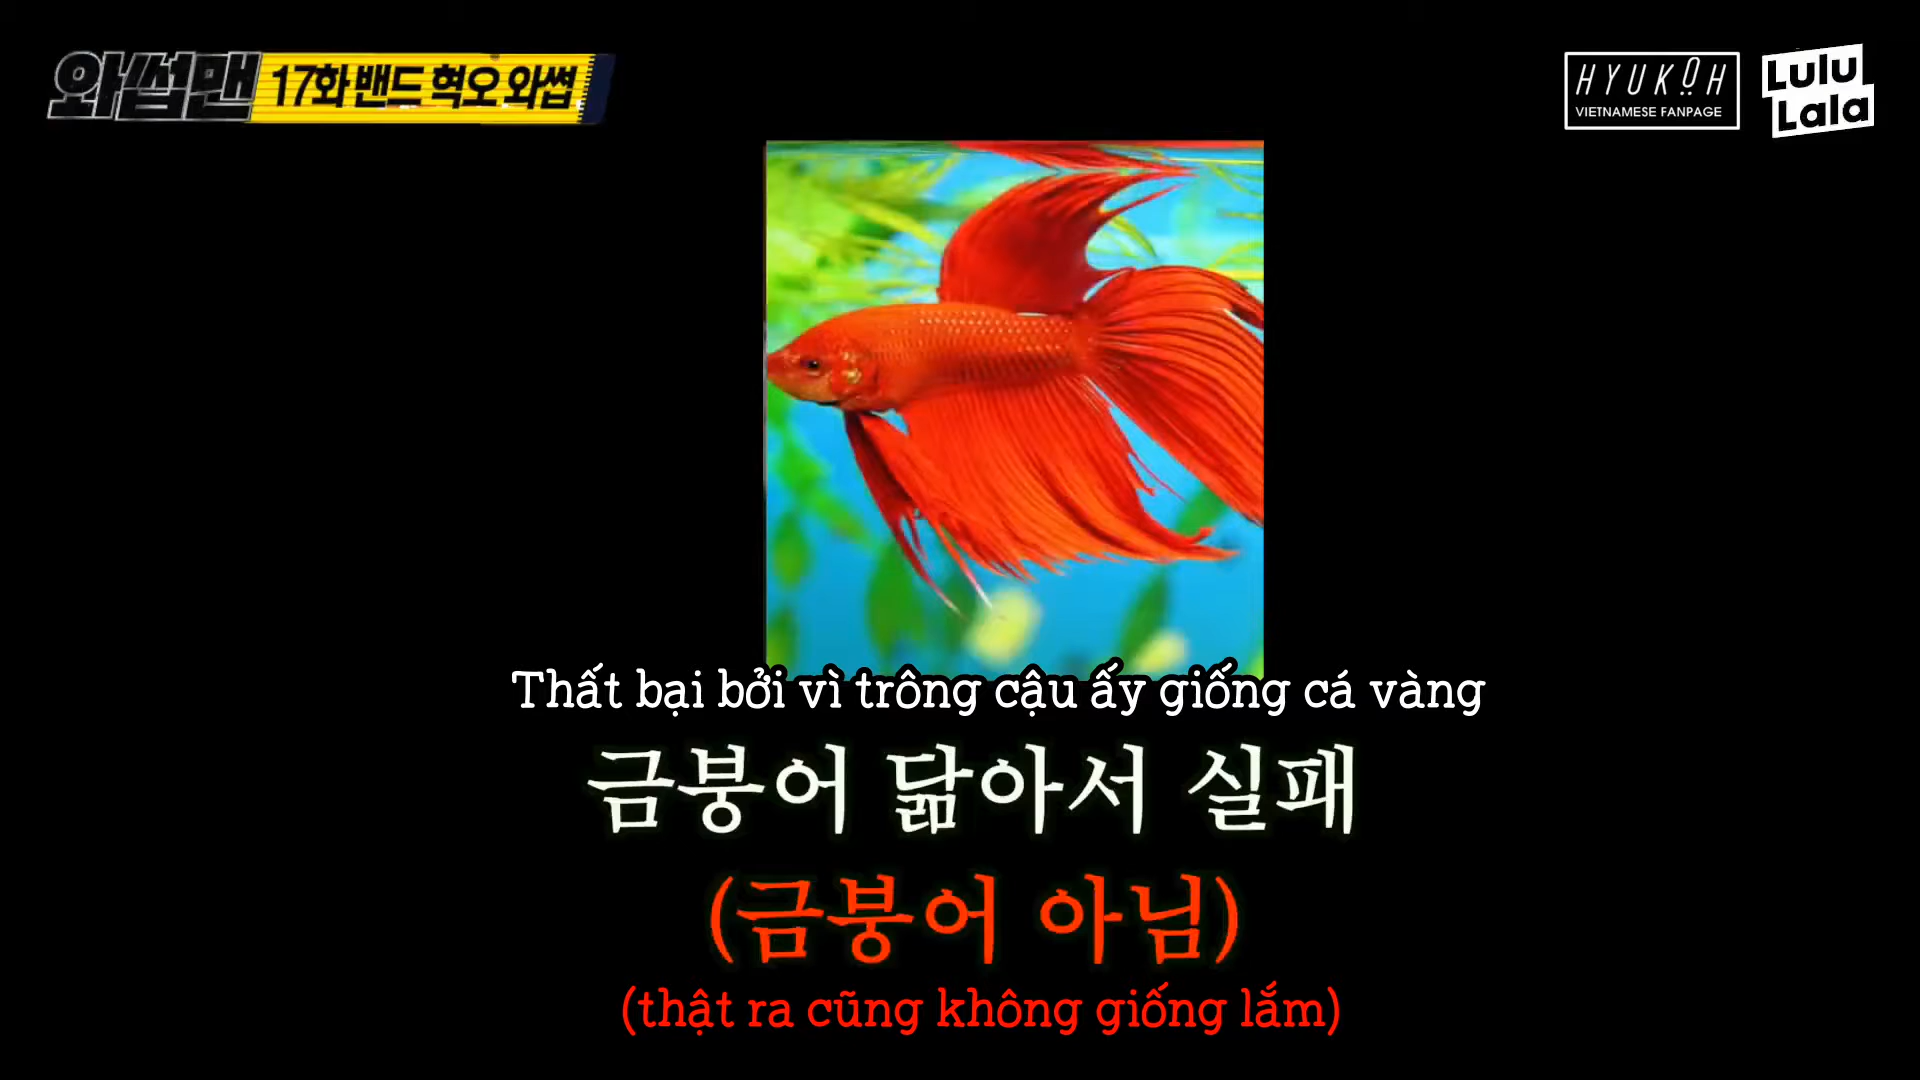 와썹맨 17화 밴드 혁오 와썹
HYUKOH
VIETNAMESE FANPAGE
Lulu
Lala
Thất bại bởi vì trông cậu ấy giống cá vàng
금붕어 닮아서 실패
(금붕어 아님)
(thật ra cũng không giống lắm)